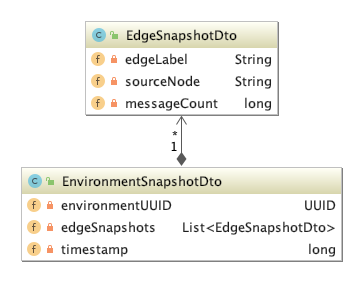 C EdgeSnapshotDto
f edgeLabel String
f sourceNode String
f messageCount long
*
1
C EnvironmentSnapshotDto
f environmentUUID UUID
f edgeSnapshots List<EdgeSnapshotDto>
f timestamp long